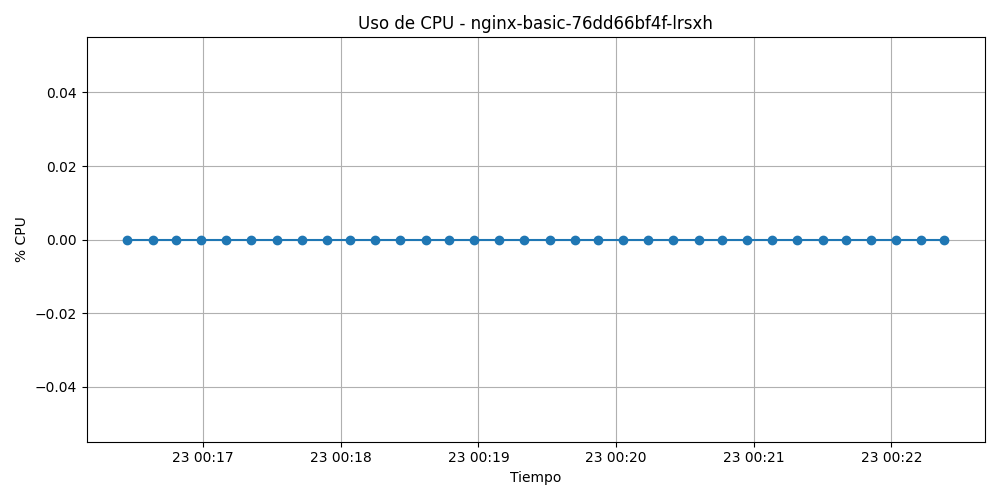 Uso de CPU - nginx-basic-76dd66bf4f-lrsxh
% CPU
0.04
0.02
0.00
−0.02
−0.04
23 00:17 23 00:18 23 00:19 23 00:20 23 00:21 23 00:22
Tiempo